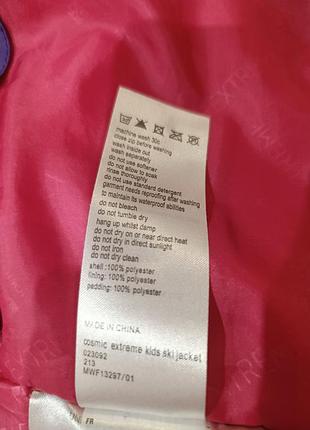 machine wash 30c
close zip before washing
wash inside out
wash separately
do not use softener
do not allow to soak
rinse thoroughly
do not use standard detergent
garment needs reproofing after washing
to maintain its waterproof abilities
do not bleach
do not tumble dry
hang up whilst damp
do not dry on or near direct heat
do not dry in direct sunlight
do not iron
do not dry clean
shell :100% polyester
lining: 100% polyester
padding: 100% polyester
MADE IN CHINA
cosmic extreme kids ski jacket
023092
213
MWF13297/01
FR